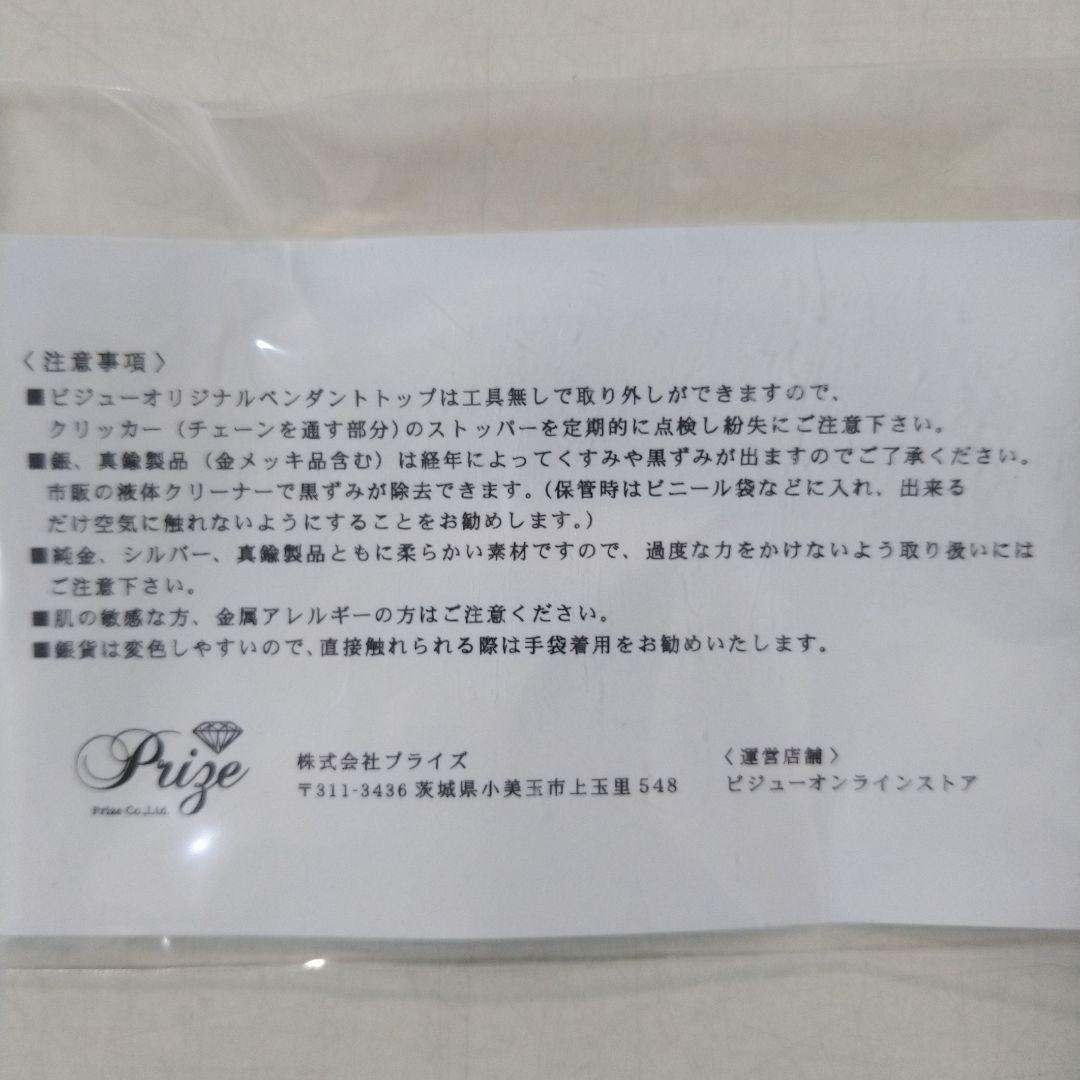 〈注意事項〉
■ビジューオリジナルペンダントトップは工具無しで取り外しができますので、
クリッカー（チェーンを通す部分）のストッパーを定期的に点検し紛失にご注意下さい。
■銀、真鍮製品（金メッキ品含む）は経年によってくすみや黒ずみが出ますのでご了承ください。
市販の液体クリーナーで黒ずみが除去できます。（保管時はビニール袋などに入れ、出来る
だけ空気に触れないようにすることをお勧めします。）
■純金、シルバー、真鍮製品ともに柔らかい素材ですので、過度な力をかけないよう取り扱いには
ご注意下さい。
■肌の敏感な方、金属アレルギーの方はご注意ください。
■銀貨は変色しやすいので、直接触れられる際は手袋着用をお勧めいたします。
Prize
Prize Co.,Ltd.
株式会社プライズ
〒311-3436 茨城県小美玉市上玉里 548
〈運営店舗〉
ビジューオンラインストア